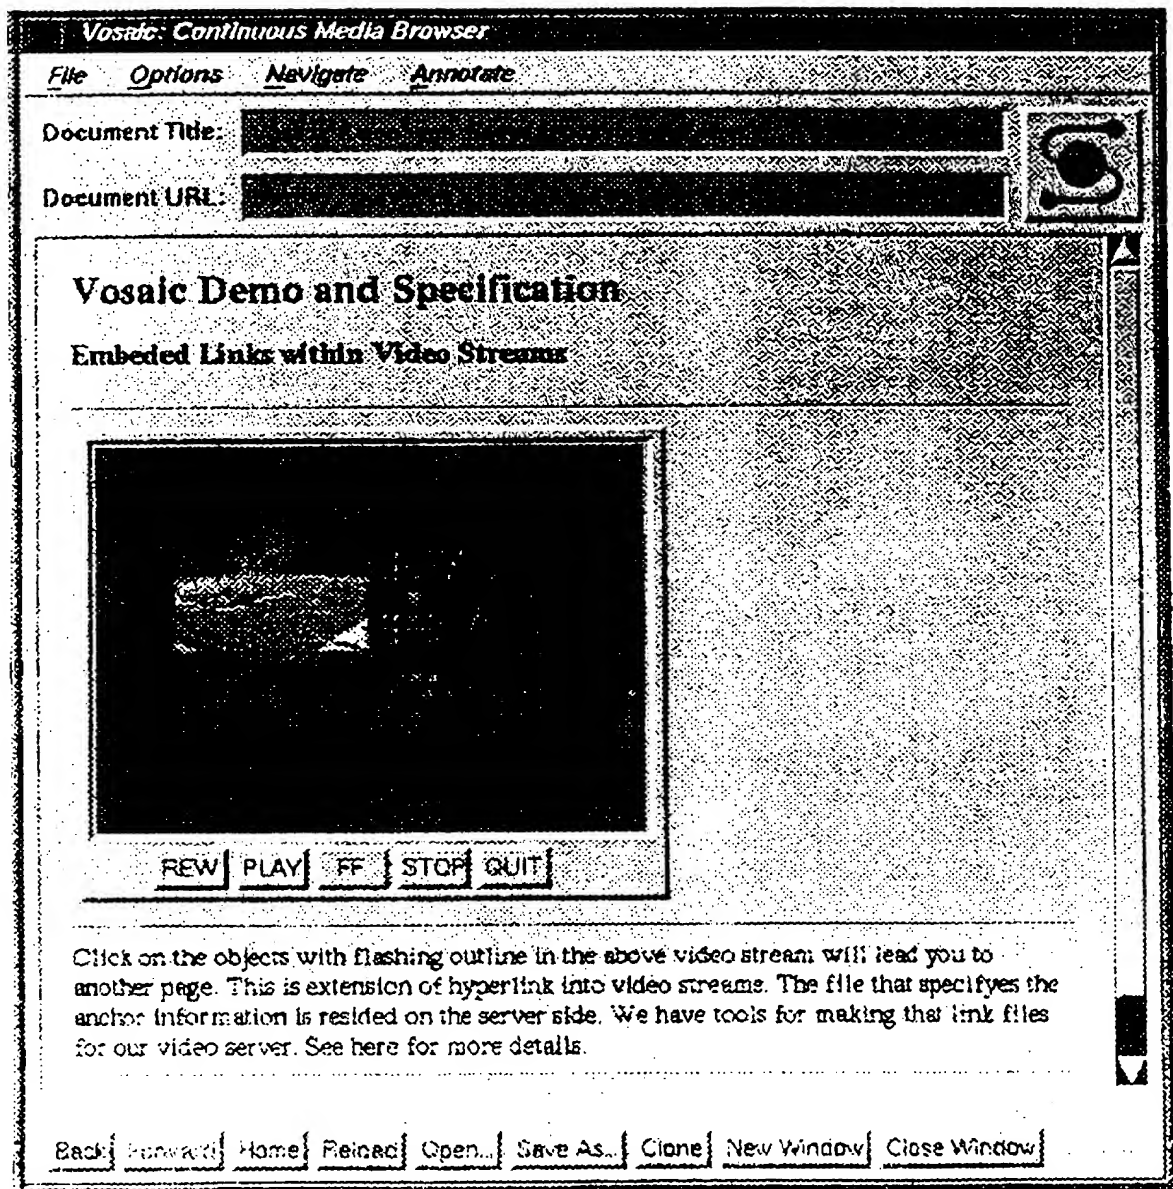 Vosaic: Continuous Media Browser
File Options Navigate Annotate
Document Title:
Document URL:
Vosaic Demo and Specification
Embeded Links within Video Streams
REW PLAY FF STOP QUIT
Click on the objects with flashing outline in the above video stream will lead you to
another page. This is extension of hyperlink into video streams. The file that specifyes the
anchor information is resided on the server side. We have tools for making that link files
for our video server. See here for more details.
Back Forward Home Reload Open... Save As... Clone New Window Close Window